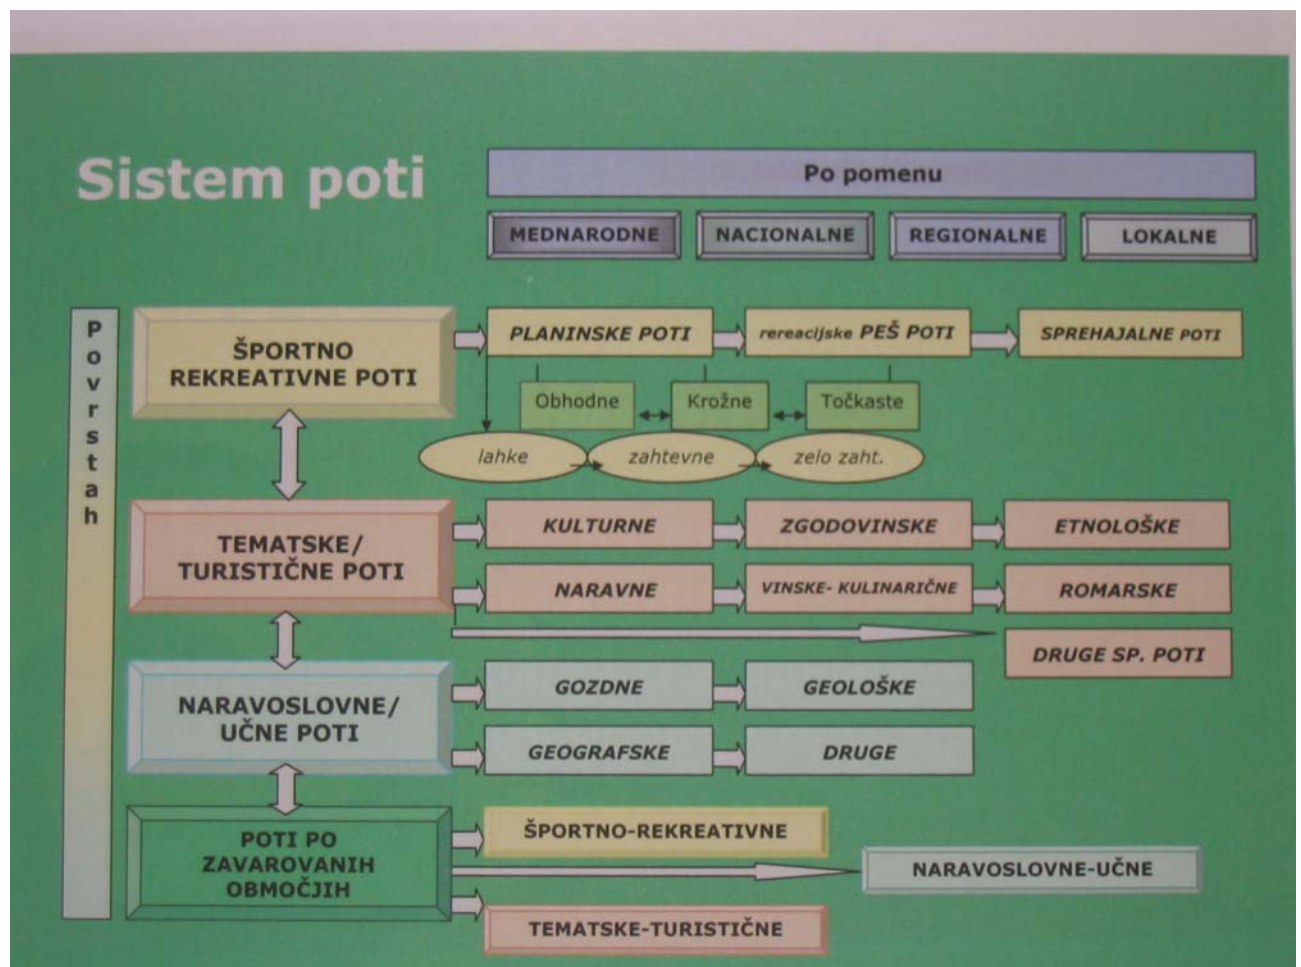 Sistem poti
Po pomenu
MEDNARODNE
NACIONALNE
REGIONALNE
LOKALNE
Po vrstah
ŠPORTNO
REKREATIVNE POTI
PLANINSKE POTI
rereacijske PEŠ POTI
SPREHAJALNE POTI
Obhodne
Krožne
Točkaste
lahke
zahtevne
zelo zaht.
TEMATSKE/
TURISTIČNE POTI
KULTURNE
ZGODOVINSKE
ETNOLOŠKE
NARAVNE
VINSKE- KULINARIČNE
ROMARSKE
DRUGE SP. POTI
NARAVOSLOVNE/
UČNE POTI
GOZDNE
GEOLOŠKE
GEOGRAFSKE
DRUGE
POTI PO
ZAVAROVANIH
OBMOČJIH
ŠPORTNO-REKREATIVNE
NARAVOSLOVNE-UČNE
TEMATSKE-TURISTIČNE